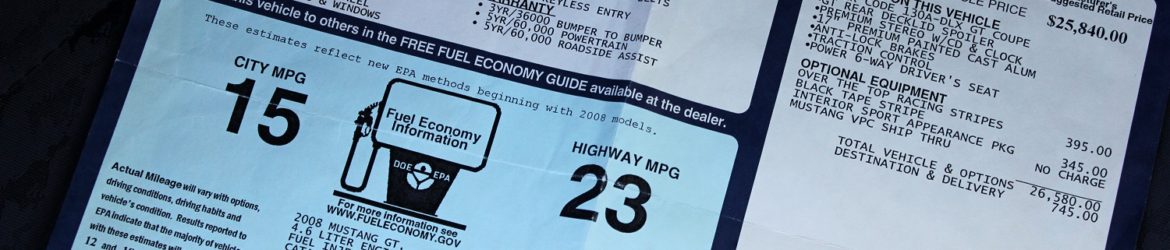 KEYLESS ENTRY
& WINDOWS
WARRANTY
3YR/36000 BUMPER TO BUMPER
• 5YR/60,000 POWERTRAIN
• 5YR/60,000 ROADSIDE ASSIST
this vehicle to others in the FREE FUEL ECONOMY GUIDE available at the dealer.
These estimates reflect new EPA methods beginning with 2008 models.
CITY MPG
15
Fuel Economy
Information
DOE
EPA
For more information see
WWW.FUELECONOMY.GOV
HIGHWAY MPG
23
Actual Mileage will vary with options,
driving conditions, driving habits and
vehicle's condition. Results reported to
EPA indicate that the majority of vehicles
with these estimates will
12 and
2008 MUSTANG GT,
4.6 LITER
FUEL
ON THIS VEHICLE
PRICE
Suggested Retail Price
$25,840.00
CODE 130A-DLX
GT COUPE
GT REAR DECKLID SPOILER
•PREMIUM STEREO W/CD & CLOCK
PREMIUM PAINTED CAST ALUM
•ANTI-LOCK BRAKES
•TRACTION CONTROL
•POWER 6-WAY DRIVER'S SEAT
OPTIONAL EQUIPMENT
OVER THE TOP RACING STRIPES
BLACK TAPE STRIPE 395.00
INTERIOR SPORT APPEARANCE PKG 345.00
MUSTANG VPC SHIP THRU NO CHARGE
TOTAL VEHICLE & OPTIONS 26,580.00
DESTINATION & DELIVERY 745.00